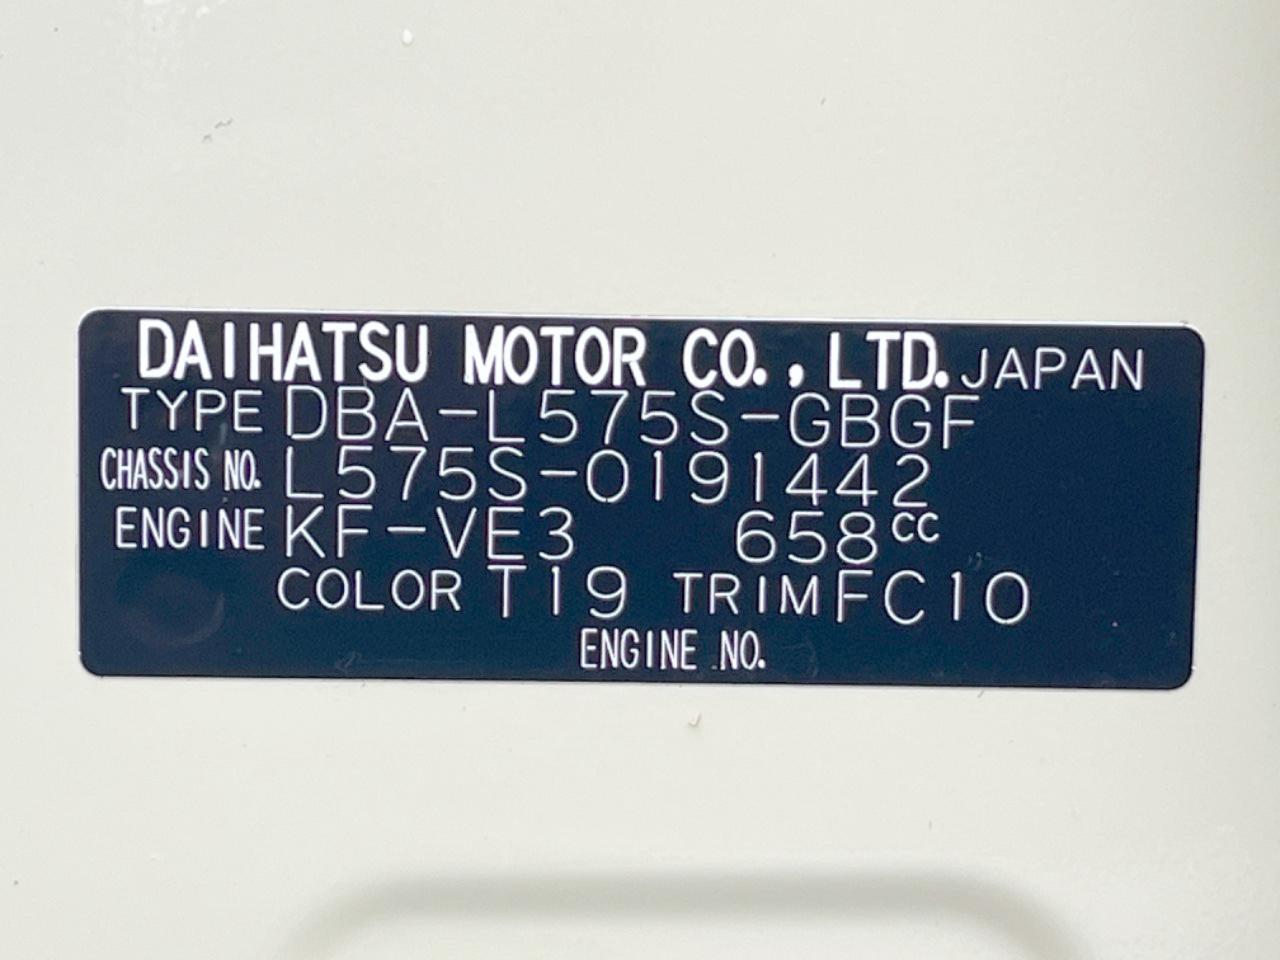 DAIHATSU MOTOR CO., LTD. JAPAN
TYPE DBA-L575S-GBGF
CHASSIS NO. L575S-0191442
ENGINE KF-VE3 658cc
COLOR T19 TRIM FC10
ENGINE NO.